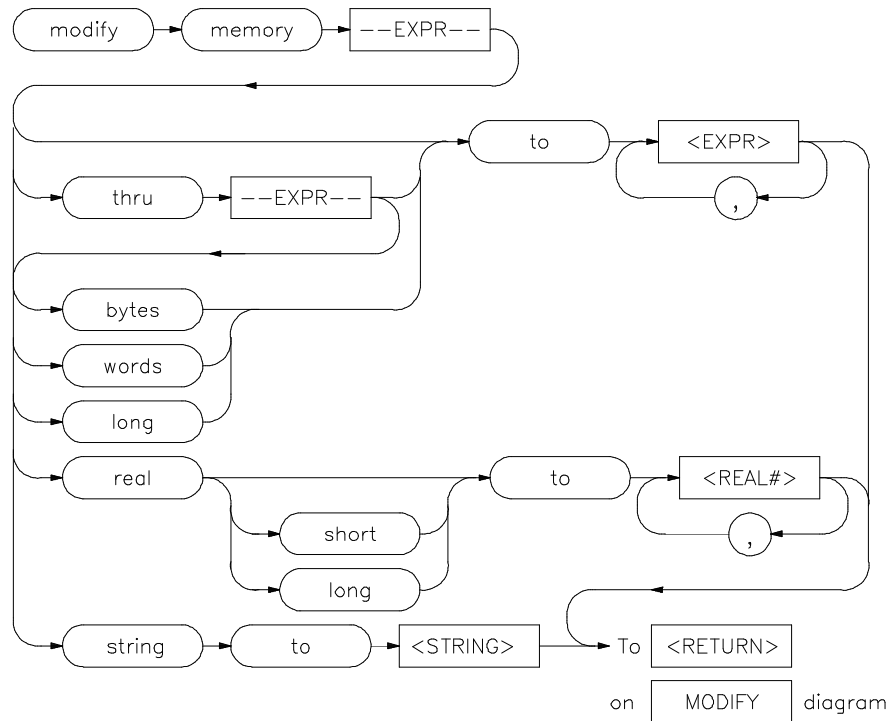 modify memory --EXPR--
to <EXPR>
thru --EXPR--
,
bytes
words
long
real to <REAL#>
short ,
long
string to <STRING> To <RETURN>
on MODIFY diagram